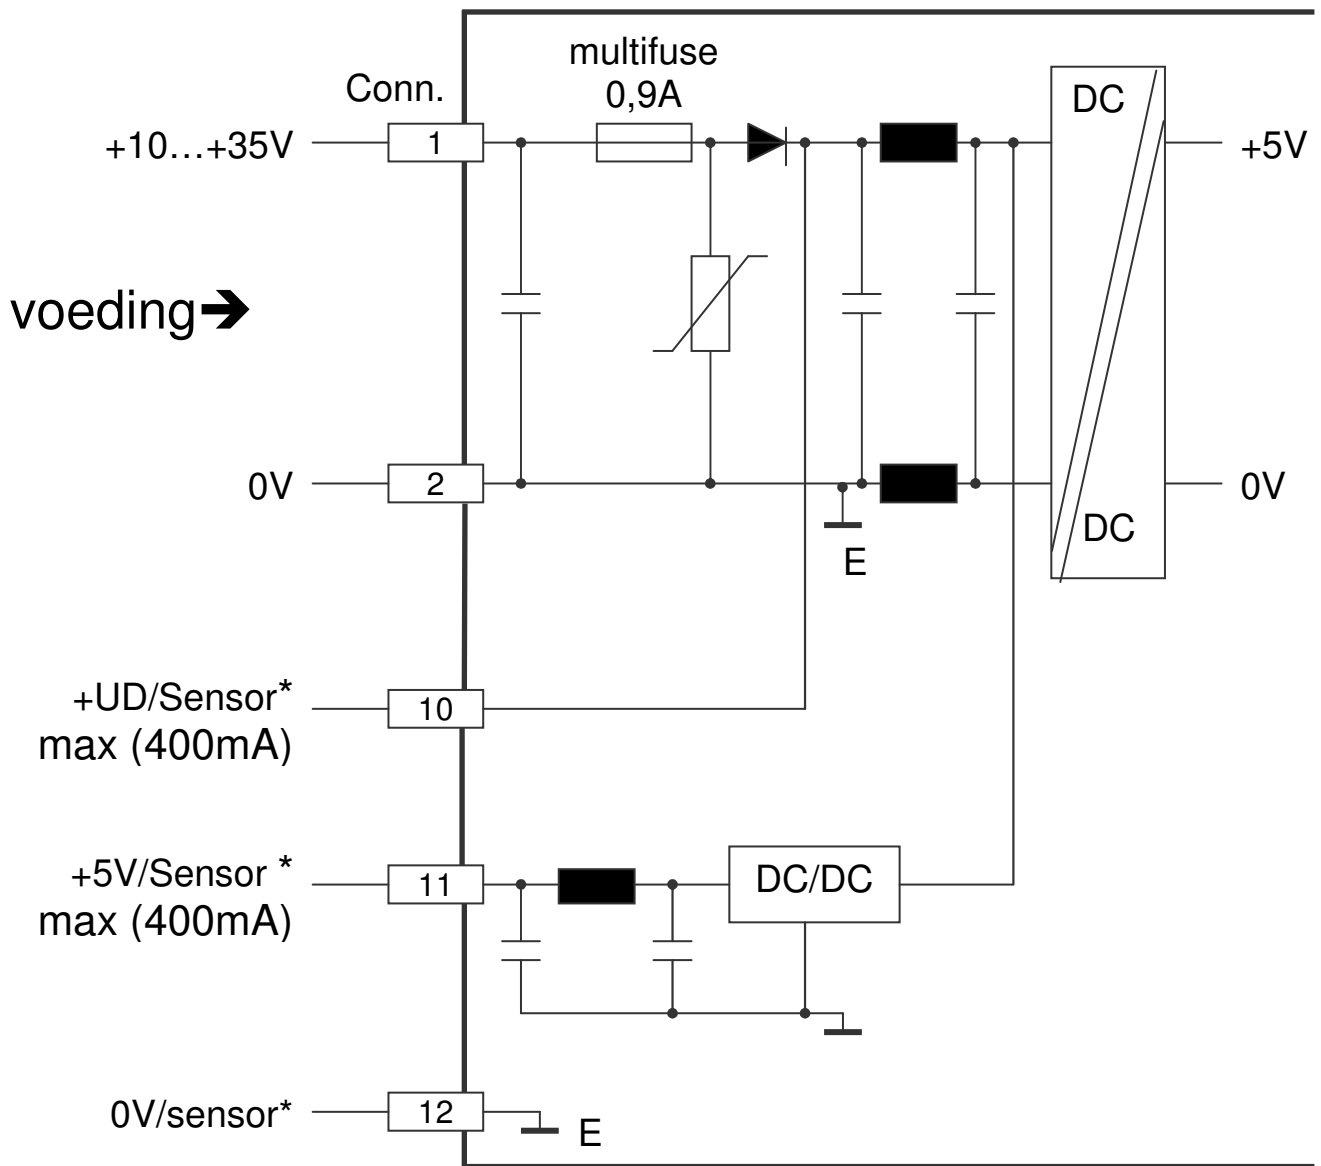 multifuse
0,9A
Conn.
DC
+10...+35V
1
+5V
voeding➔
0V
2
0V
DC
E
+UD/Sensor*
10
max (400mA)
+5V/Sensor *
11
DC/DC
max (400mA)
0V/sensor*
12
E